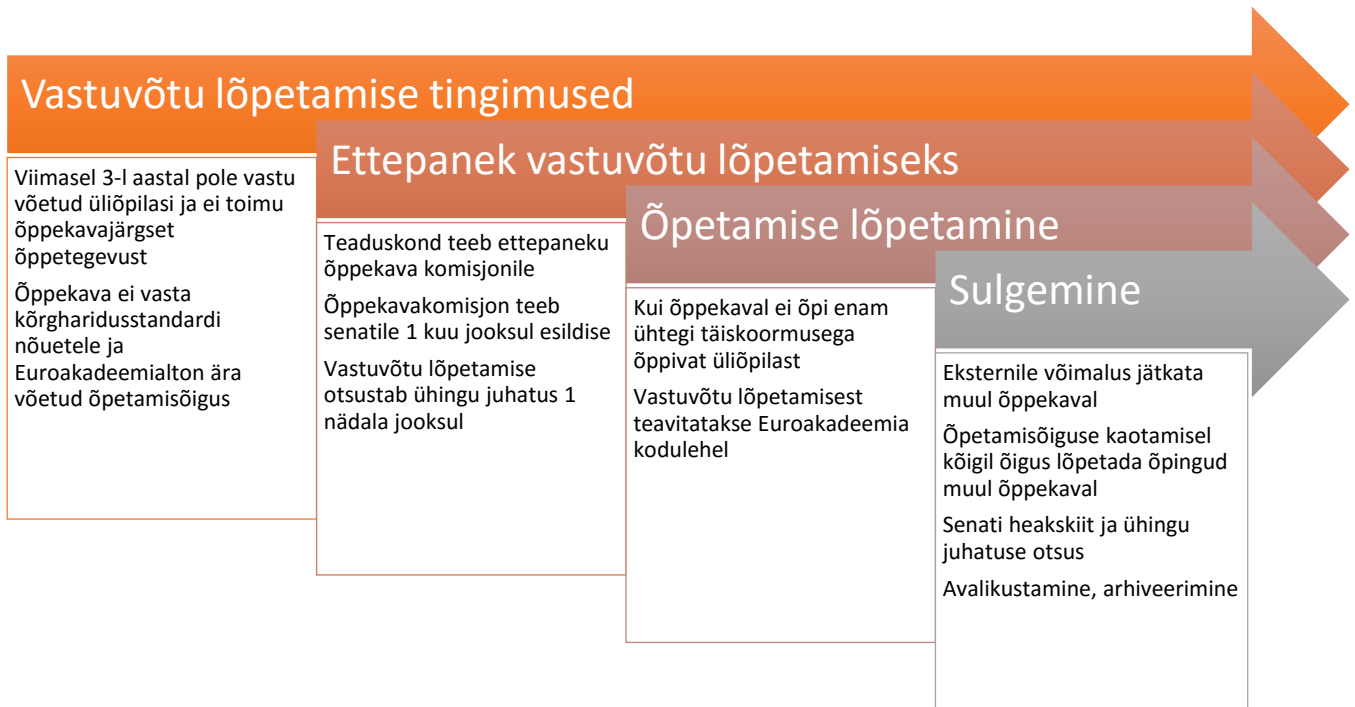 Vastuvõtu lõpetamise tingimused
Viimasel 3-l aastal pole vastu
võetud üliõpilasi ja ei toimu
õppekavajärgset
õppetegevust
Õppekava ei vasta
kõrgharidusstandardi
nõuetele ja
Euroakadeemialton ära
võetud õpetamisõigus
Ettepanek vastuvõtu lõpetamiseks
Teaduskond teeb ettepaneku
õppekava komisjonile
Õppekavakomisjon teeb
senatile 1 kuu jooksul esildise
Vastuvõtu lõpetamise
otsustab ühingu juhatus 1
nädala jooksul
Õpetamise lõpetamine
Kui õppekaval ei õpi enam
ühtegi täiskoormusega
õppivat üliõpilast
Vastuvõtu lõpetamisest
teavitatakse Euroakadeemia
kodulehel
Sulgemine
Eksternile võimalus jätkata
muul õppekaval
Õpetamisõiguse kaotamisel
kõigil õigus lõpetada õpingud
muul õppekaval
Senati heakskiit ja ühingu
juhatuse otsus
Avalikustamine, arhiveerimine